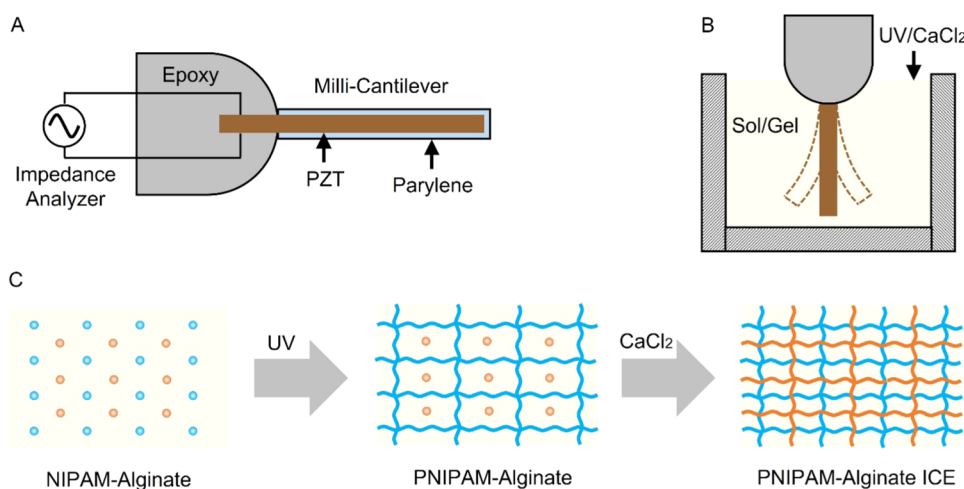 A
Epoxy
Milli-Cantilever
Impedance
Analyzer
PZT
Parylene
B
UV/CaCl₂
Sol/Gel
C
UV
CaCl₂
NIPAM-Alginate
PNIPAM-Alginate
PNIPAM-Alginate ICE